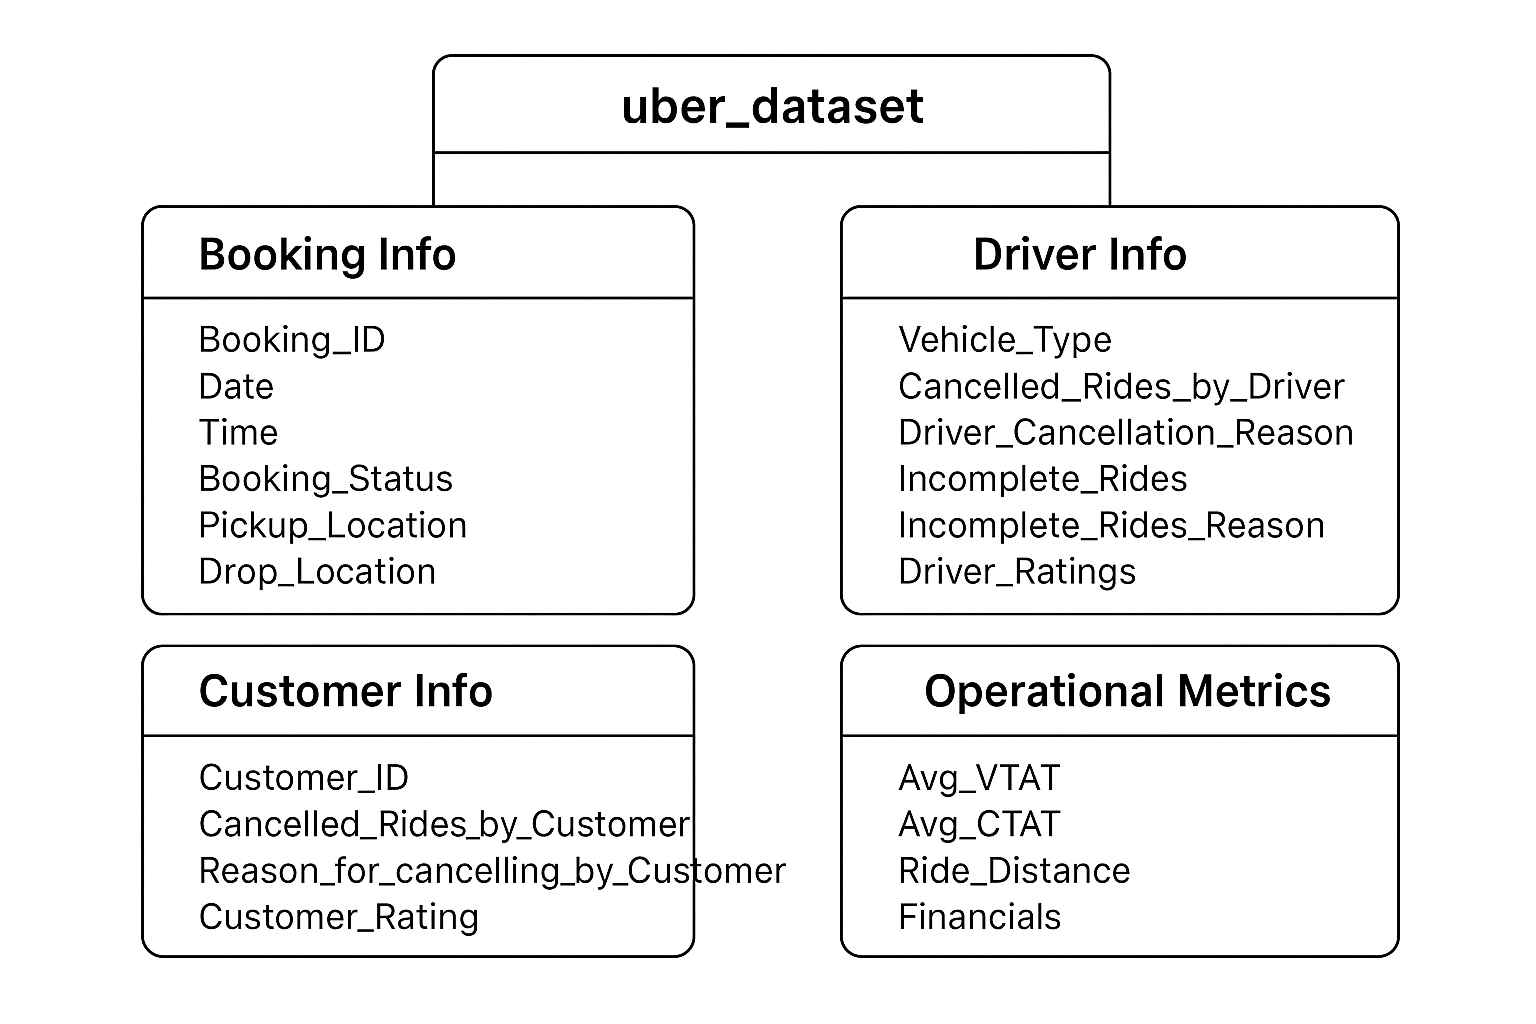 uber_dataset
Booking Info
Booking_ID
Date
Time
Booking_Status
Pickup_Location
Drop_Location
Driver Info
Vehicle_Type
Cancelled_Rides_by_Driver
Driver_Cancellation_Reason
Incomplete_Rides
Incomplete_Rides_Reason
Driver_Ratings
Customer Info
Customer_ID
Cancelled_Rides_by_Customer
Reason_for_cancelling_by_Customer
Customer_Rating
Operational Metrics
Avg_VTAT
Avg_CTAT
Ride_Distance
Financials